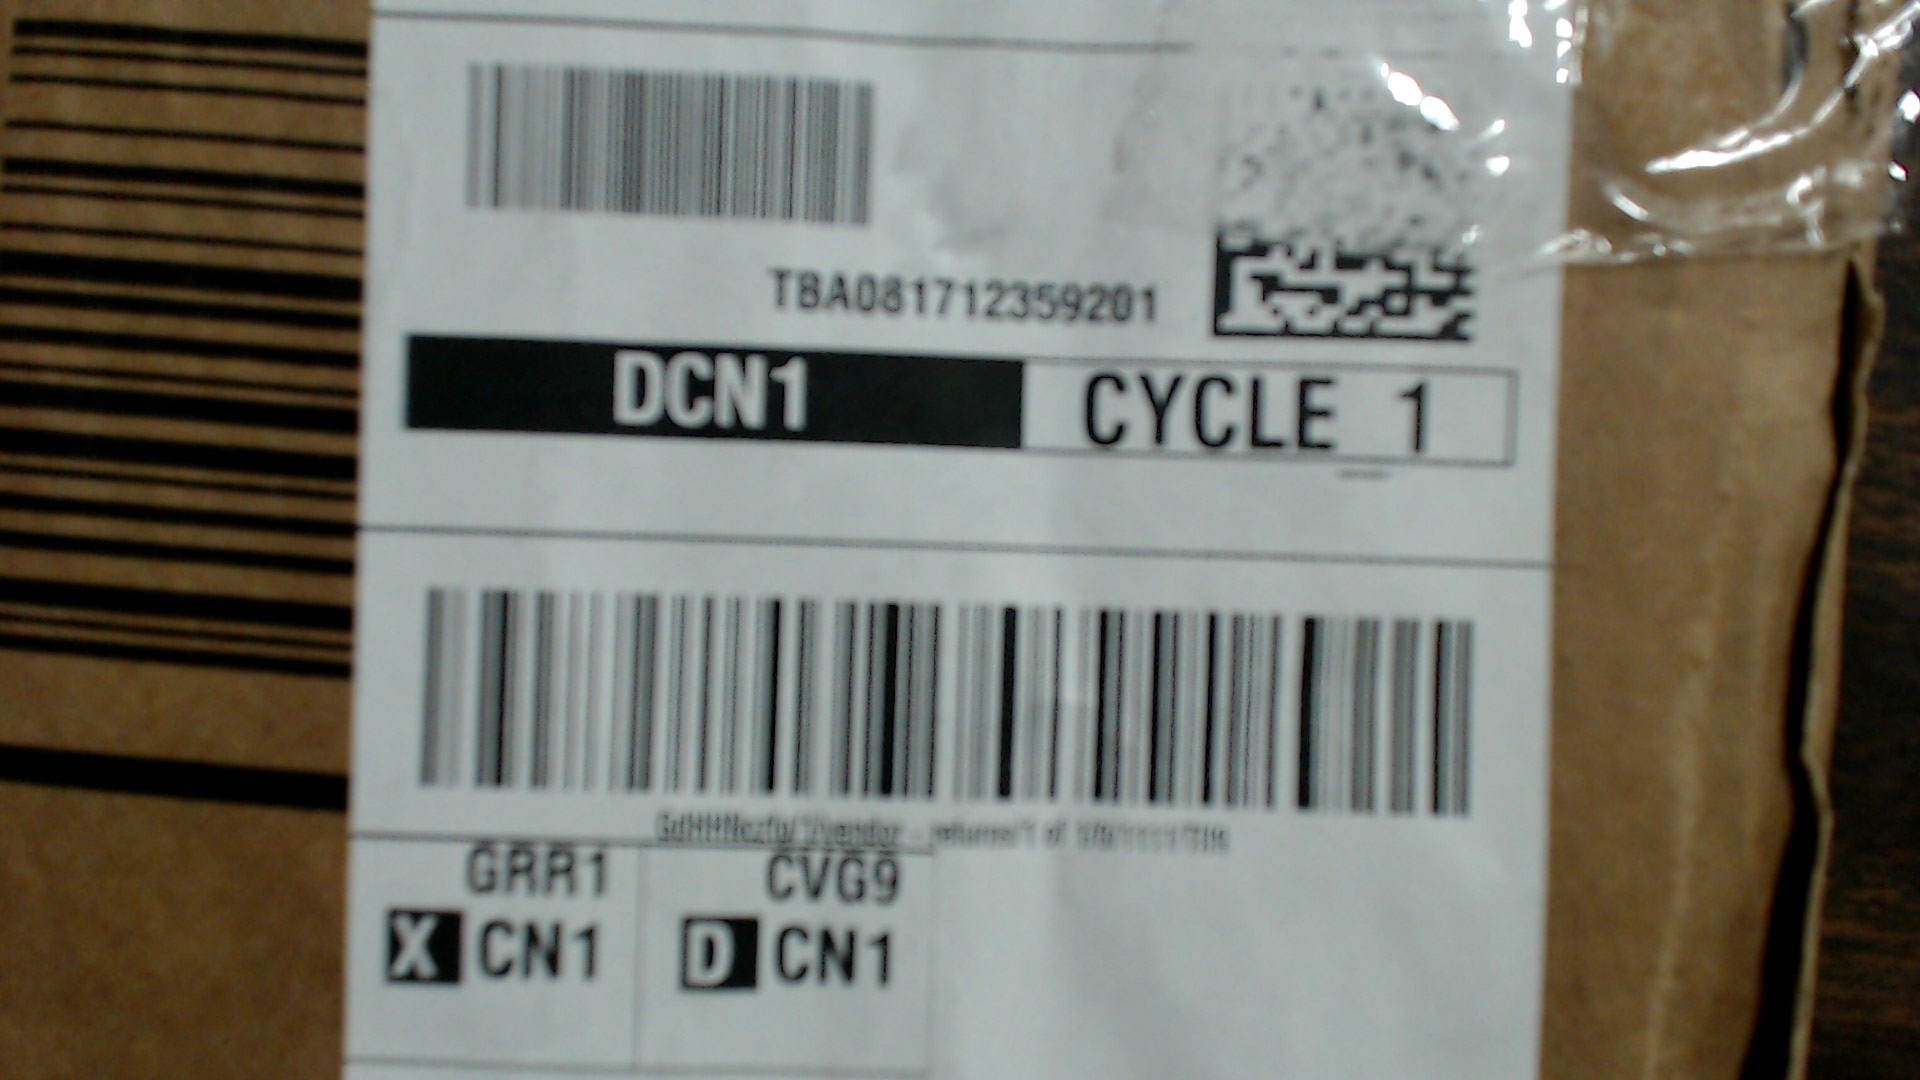 TBA081712359201
DCN1 CYCLE 1
GRR1 CVG9
X CN1 D CN1